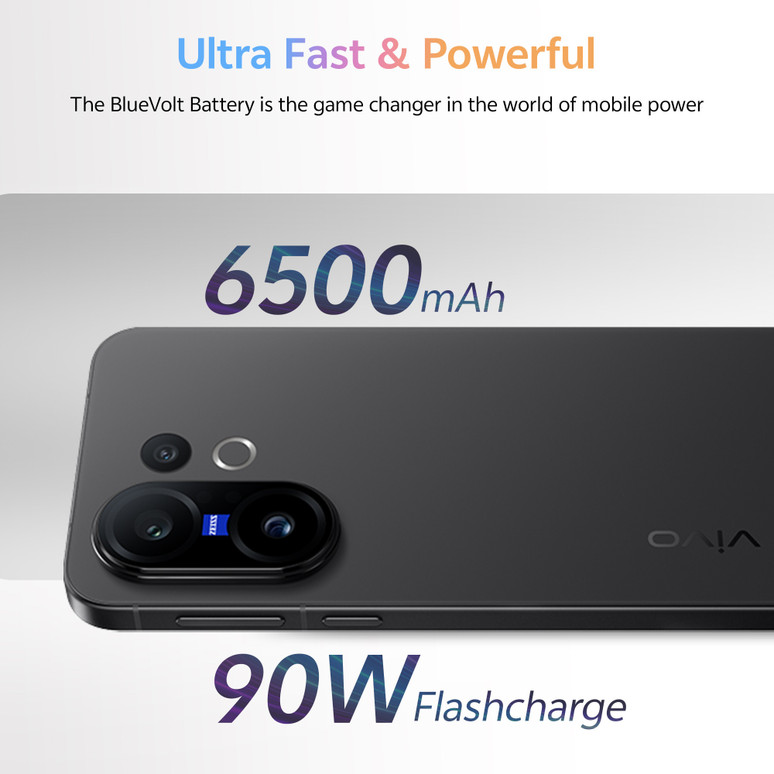 Ultra Fast & Powerful
The BlueVolt Battery is the game changer in the world of mobile power
6500mAh
ZEISS
vivo
90W Flashcharge